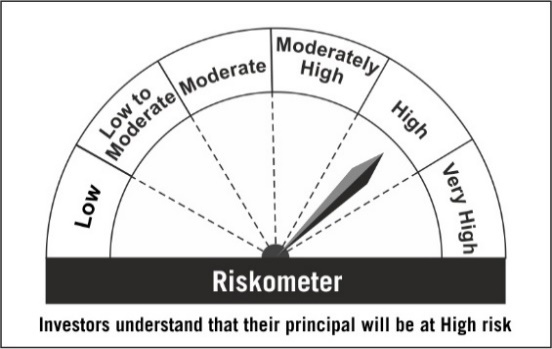 Low
Low to
Moderate
Moderate
Moderately
High
High
Very High
Riskometer
Investors understand that their principal will be at High risk